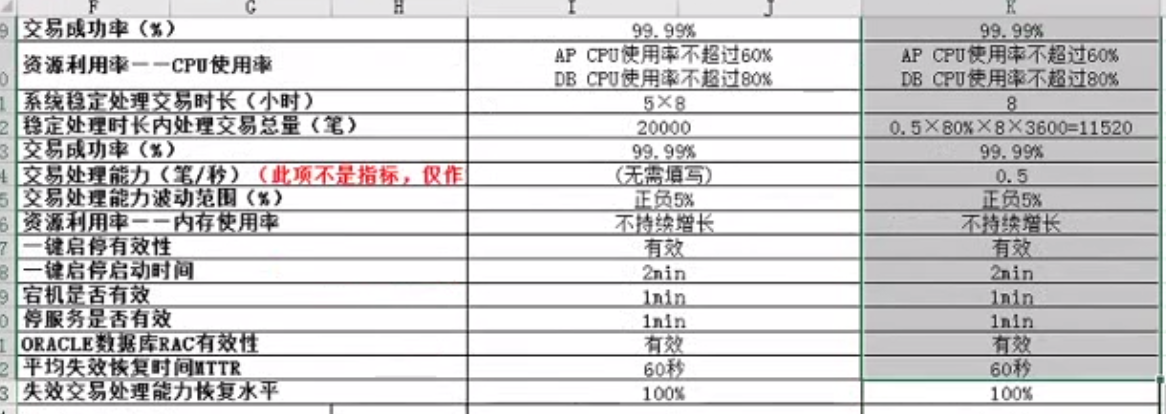 F G H I J K
9 交易成功率（%） 99.99% 99.99%
AP CPU使用率不超过60% AP CPU使用率不超过60%
0 资源利用率——CPU使用率
DB CPU使用率不超过80% DB CPU使用率不超过80%
1 系统稳定处理交易时长（小时） 5×8 8
2 稳定处理时长内处理交易总量（笔） 20000 0.5×80%×8×3600=11520
3 交易成功率（%） 99.99% 99.99%
4 交易处理能力（笔/秒）（此项不是指标，仅作 (无需填写) 0.5
5 交易处理能力波动范围（%） 正负5% 正负5%
6 资源利用率——内存使用率 不持续增长 不持续增长
7 一键启停有效性 有效 有效
8 一键启停启动时间 2min 2min
9 宕机是否有效 1min 1min
0 停服务是否有效 1min 1min
1 ORACLE数据库RAC有效性 有效 有效
2 平均失效恢复时间MTTR 60秒 60秒
3 失效交易处理能力恢复水平 100% 100%